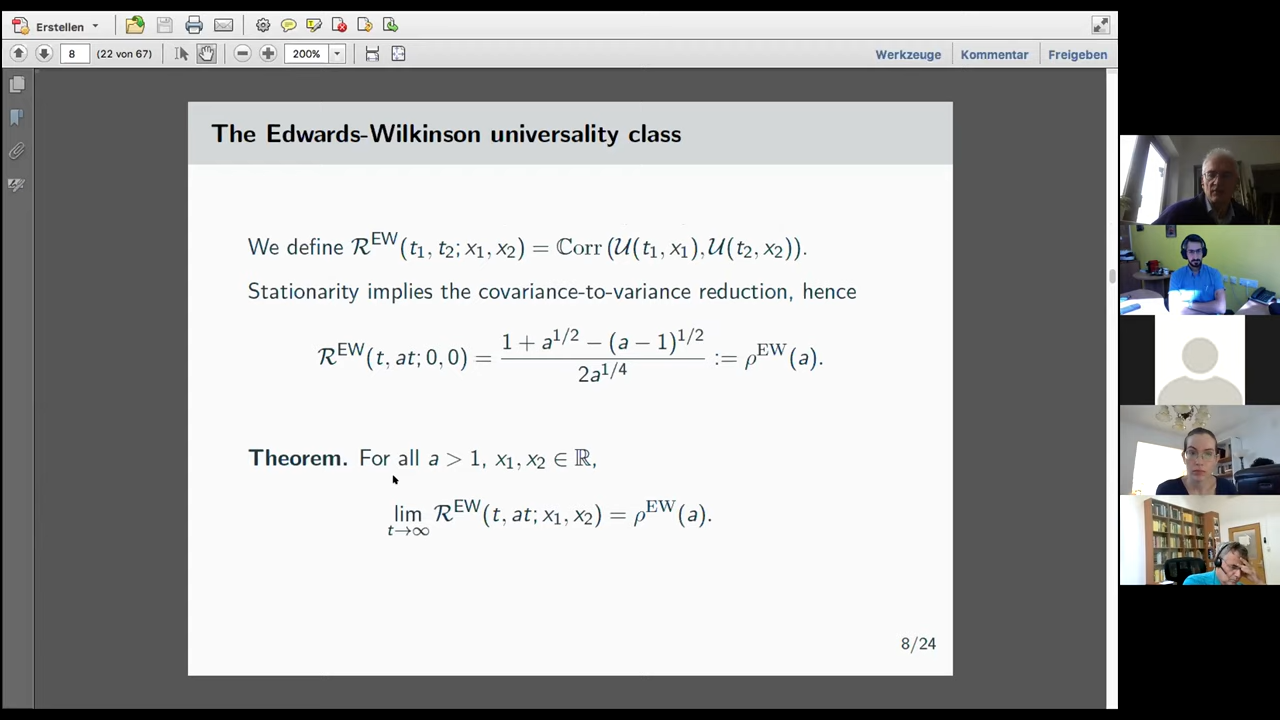 Erstellen
8 (22 von 67) 200% Werkzeuge Kommentar Freigeben
The Edwards-Wilkinson universality class
We define ℛ^EW(t₁, t₂; x₁, x₂) = ℂorr (𝒰(t₁, x₁), 𝒰(t₂, x₂)).
Stationarity implies the covariance-to-variance reduction, hence
ℛ^EW(t, at; 0, 0) = (1 + a^{1/2} − (a − 1)^{1/2}) / (2a^{1/4}) := ρ^EW(a).
Theorem. For all a > 1, x₁, x₂ ∈ ℝ,
lim_{t→∞} ℛ^EW(t, at; x₁, x₂) = ρ^EW(a).
8/24